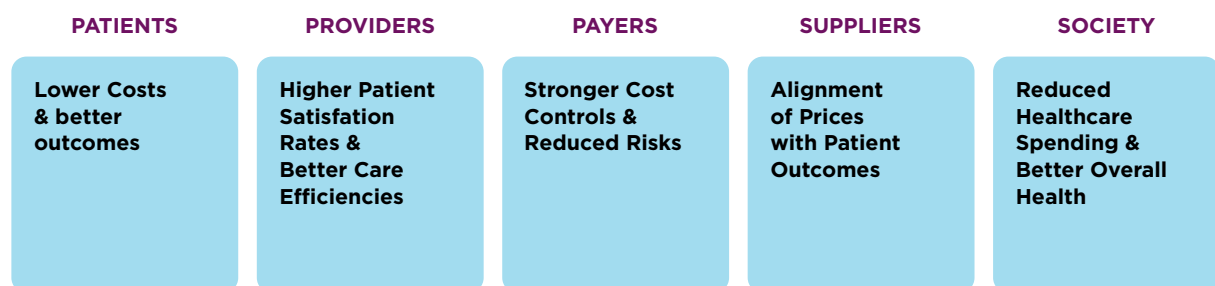 PATIENTS
PROVIDERS
PAYERS
SUPPLIERS
SOCIETY
Lower Costs
& better
outcomes
Higher Patient
Satisfation
Rates &
Better Care
Efficiencies
Stronger Cost
Controls &
Reduced Risks
Alignment
of Prices
with Patient
Outcomes
Reduced
Healthcare
Spending &
Better Overall
Health